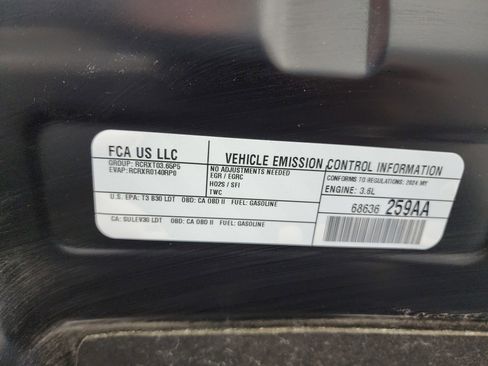 FCA US LLC
GROUP: RCRXT03.65P5
EVAP: RCRXR0140RP0
VEHICLE EMISSION CONTROL INFORMATION
NO ADJUSTMENTS NEEDED
EGR / EGRC
HO2S / SFI
TWC
CONFORMS TO REGULATIONS: 2024 MY
ENGINE: 3.6L
U.S. EPA: T3 B30 LDT OBD: CA OBD II FUEL: GASOLINE
CA: SULEV30 LDT OBD: CA OBD II FUEL: GASOLINE
68636 259AA